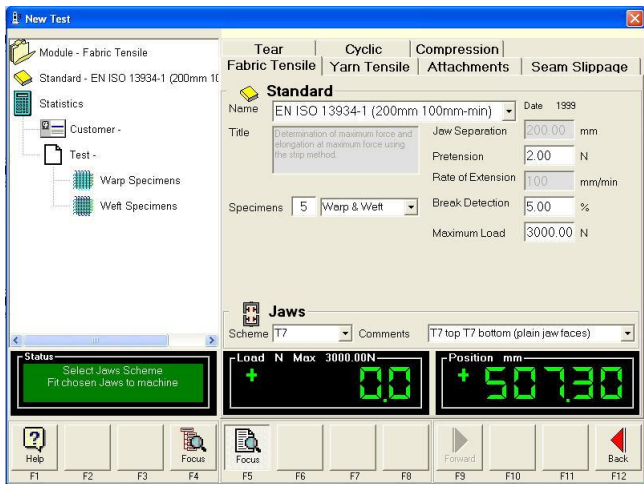 New Test
Module - Fabric Tensile
Standard - EN ISO 13934-1 (200mm 10
Statistics
Customer -
Test -
Warp Specimens
Weft Specimens
Tear
Cyclic
Compression
Fabric Tensile
Yarn Tensile
Attachments
Seam Slippage
Standard
Name
EN ISO 13934-1 (200mm 100mm-min)
Date 1999
Title
Determination of maximum force and
elongation at maximum force using
the strip method.
Jaw Separation 200.00 mm
Pretension 2.00 N
Rate of Extension 100 mm/min
Specimens 5 Warp & Weft
Break Detection 5.00 %
Maximum Load 3000.00 N
Jaws
Scheme T7
Comments T7 top T7 bottom (plain jaw faces)
Status
Select Jaws Scheme
Fit chosen Jaws to machine
Load N Max 3000.00N
+ 0.0
Position mm
+ 507.30
Help
Focus
Focus
Forward
Back
F1 F2 F3 F4 F5 F6 F7 F8 F9 F10 F11 F12